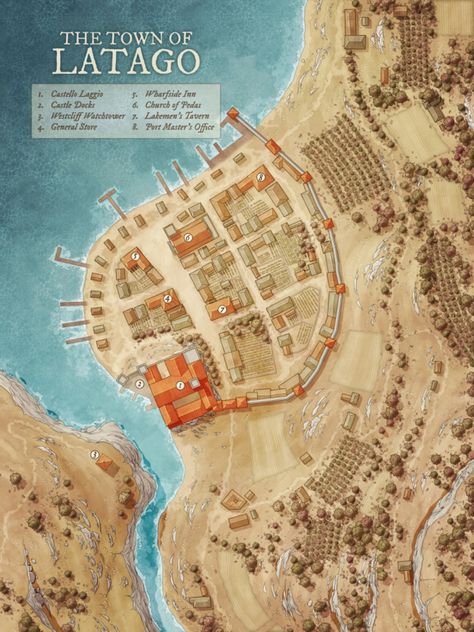 THE TOWN OF
LATAGO
1. Castello Laggio
2. Castle Docks
3. Westcliff Watchtower
4. General Store
5. Wharfside Inn
6. Church of Pedas
7. Lakemen's Tavern
8. Port Master's Office
8
6
5
4
7
2
1
3